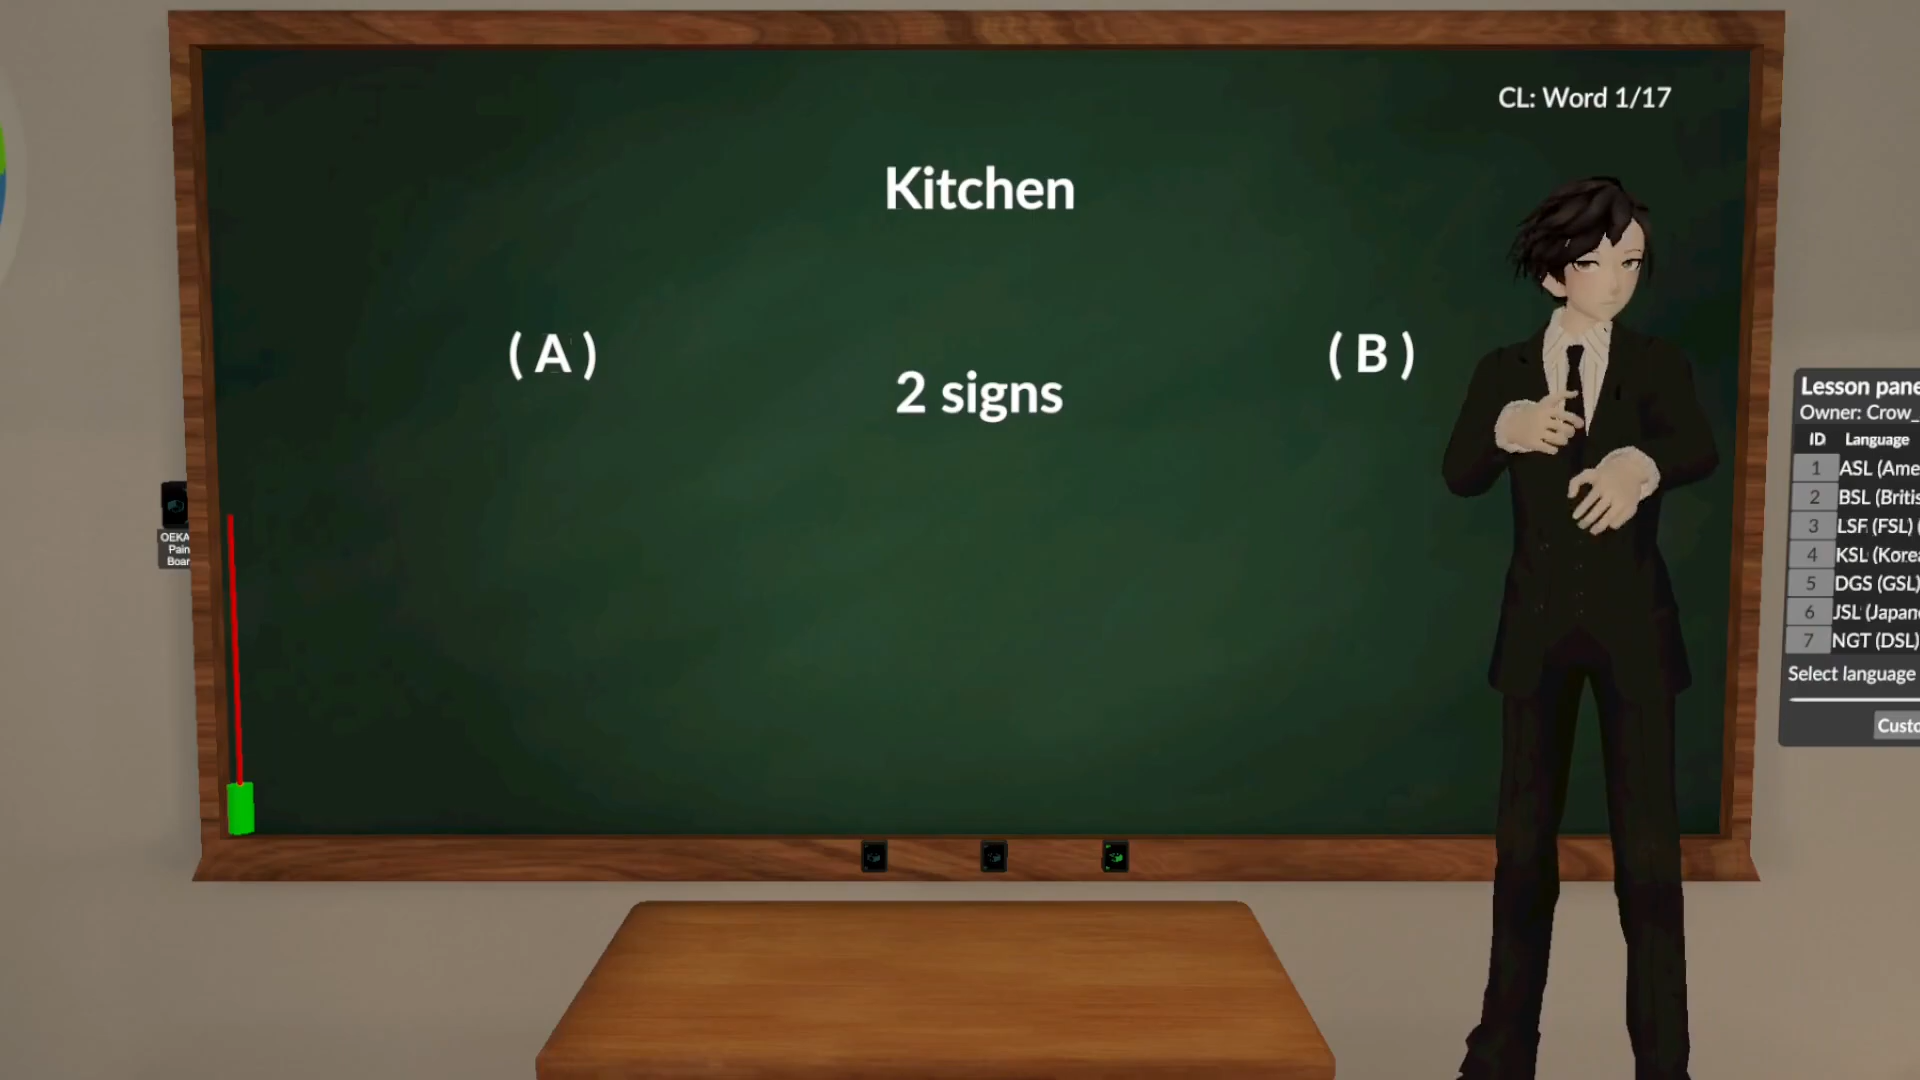 CL: Word 1/17
Kitchen
( A )
( B )
2 signs
OEKA
Pain
Boar
Lesson pane
Owner: Crow_
ID Language
1 ASL (Ame
2 BSL (Britis
3 LSF (FSL) (
4 KSL (Korea
5 DGS (GSL)
6 JSL (Japan
7 NGT (DSL)
Select language
Custo